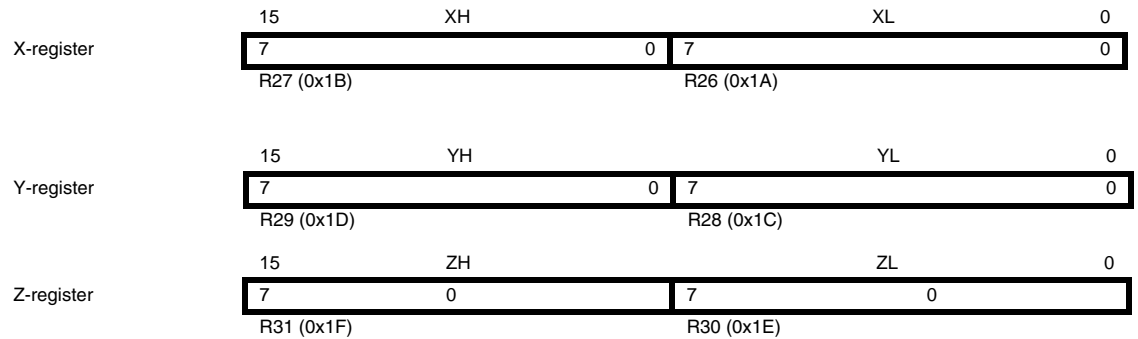 15 XH XL 0
X-register 7 0 7 0
R27 (0x1B) R26 (0x1A)
15 YH YL 0
Y-register 7 0 7 0
R29 (0x1D) R28 (0x1C)
15 ZH ZL 0
Z-register 7 0 7 0
R31 (0x1F) R30 (0x1E)